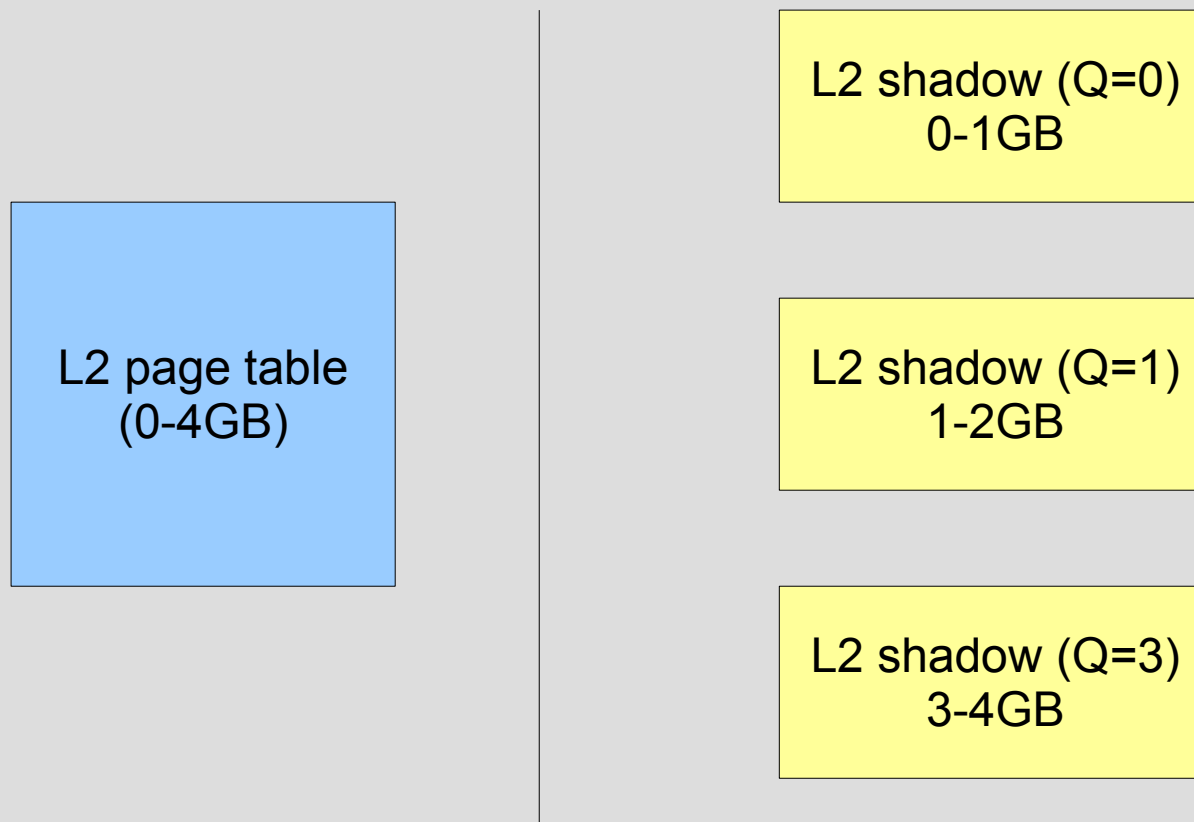 L2 shadow (Q=0)
0-1GB
L2 page table
(0-4GB)
L2 shadow (Q=1)
1-2GB
L2 shadow (Q=3)
3-4GB